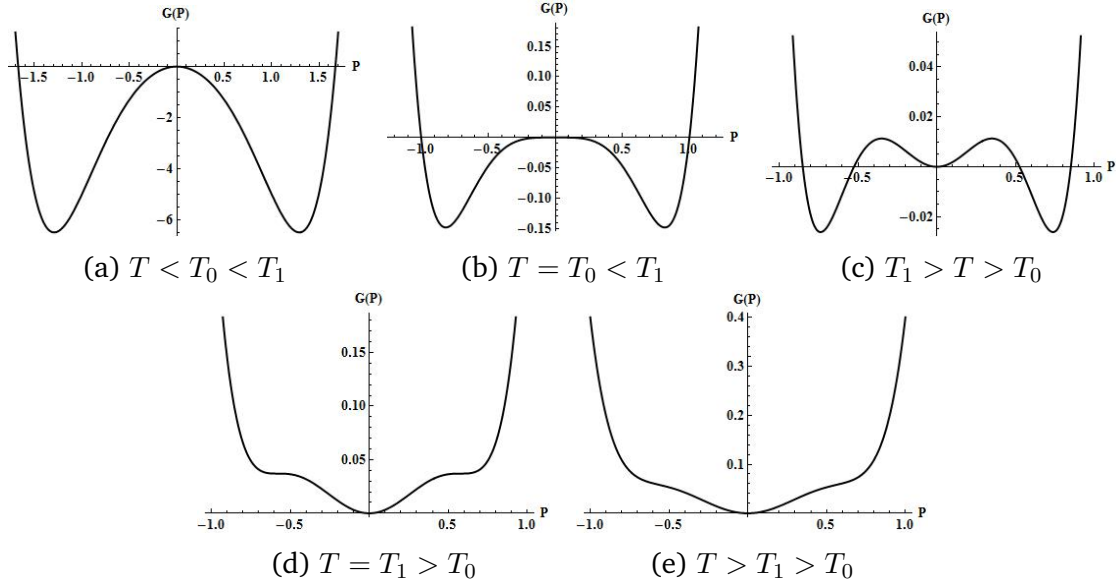 G(P)
P
−1.5 −1.0 −0.5 0.5 1.0 1.5
−2
−4
−6
(a) T < T₀ < T₁
G(P)
0.15
0.10
0.05
P
−1.0 −0.5 0.5 1.0
−0.05
−0.10
−0.15
(b) T = T₀ < T₁
G(P)
0.04
0.02
P
−1.0 −0.5 0.5 1.0
−0.02
(c) T₁ > T > T₀
G(P)
0.15
0.10
0.05
P
−1.0 −0.5 0.5 1.0
(d) T = T₁ > T₀
G(P)
0.4
0.3
0.2
0.1
P
−1.0 −0.5 0.5 1.0
(e) T > T₁ > T₀